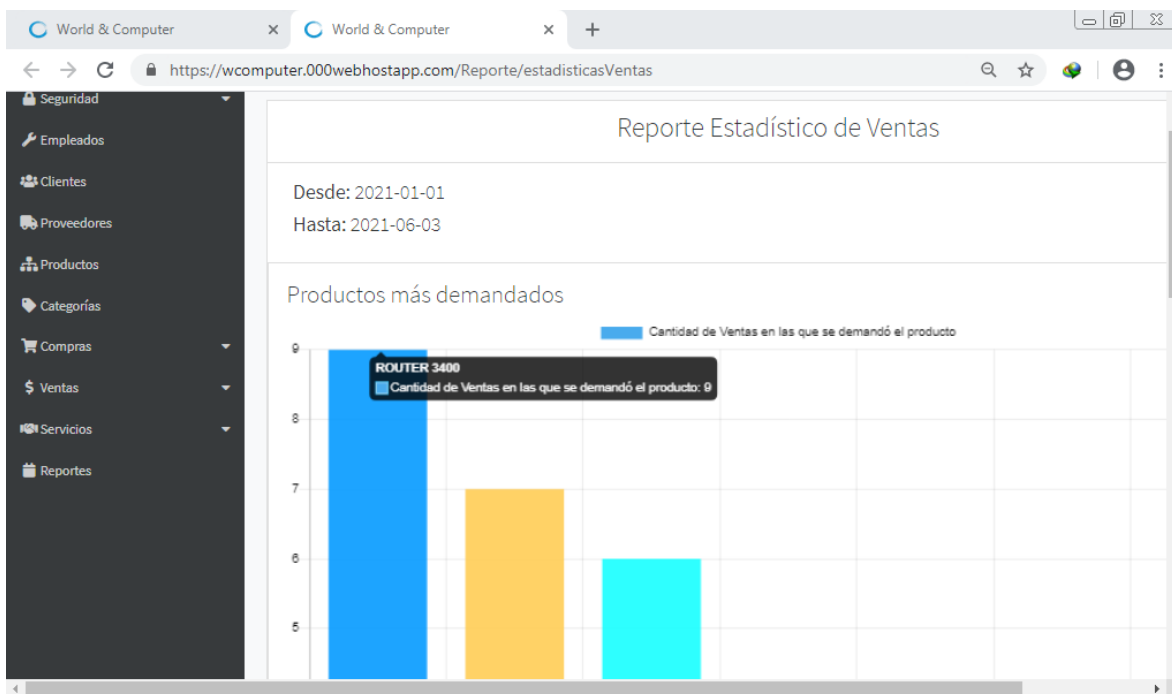 World & Computer
World & Computer
https://wcomputer.000webhostapp.com/Reporte/estadisticasVentas
Seguridad
Empleados
Clientes
Proveedores
Productos
Categorías
Compras
$ Ventas
Servicios
Reportes
Reporte Estadístico de Ventas
Desde: 2021-01-01
Hasta: 2021-06-03
Productos más demandados
Cantidad de Ventas en las que se demandó el producto
9
ROUTER 3400
Cantidad de Ventas en las que se demandó el producto: 9
8
7
6
5